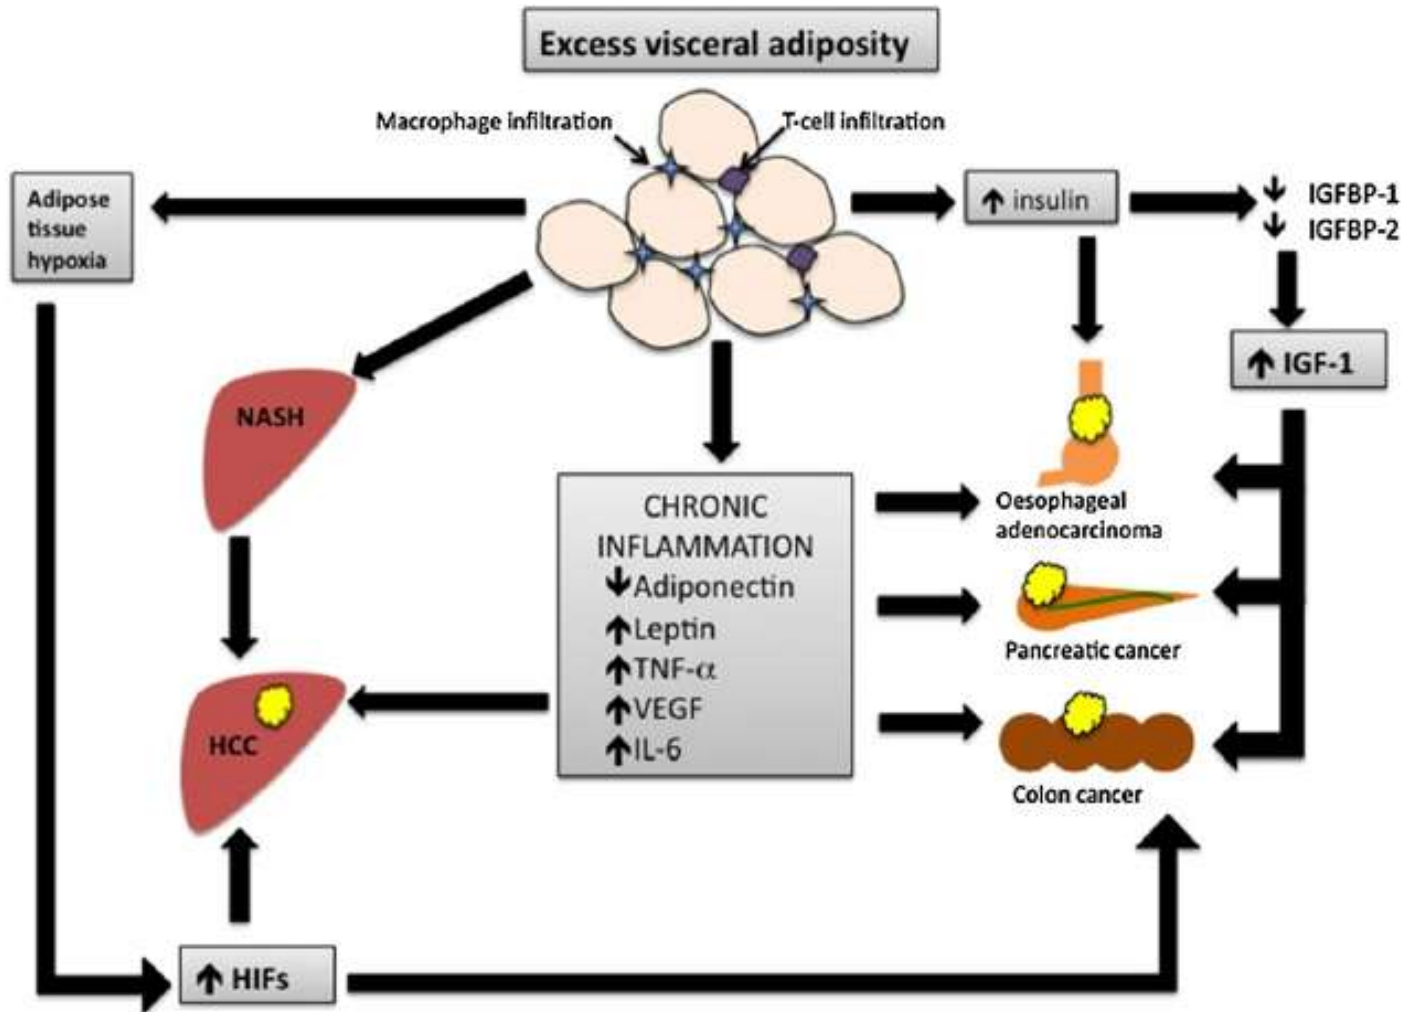 Excess visceral adiposity
Macrophage infiltration
T-cell infiltration
Adipose
tissue
hypoxia
↑ insulin
↓ IGFBP-1
↓ IGFBP-2
↑ IGF-1
NASH
CHRONIC
INFLAMMATION
↓Adiponectin
↑Leptin
↑TNF-α
↑VEGF
↑IL-6
Oesophageal
adenocarcinoma
Pancreatic cancer
HCC
Colon cancer
↑ HIFs